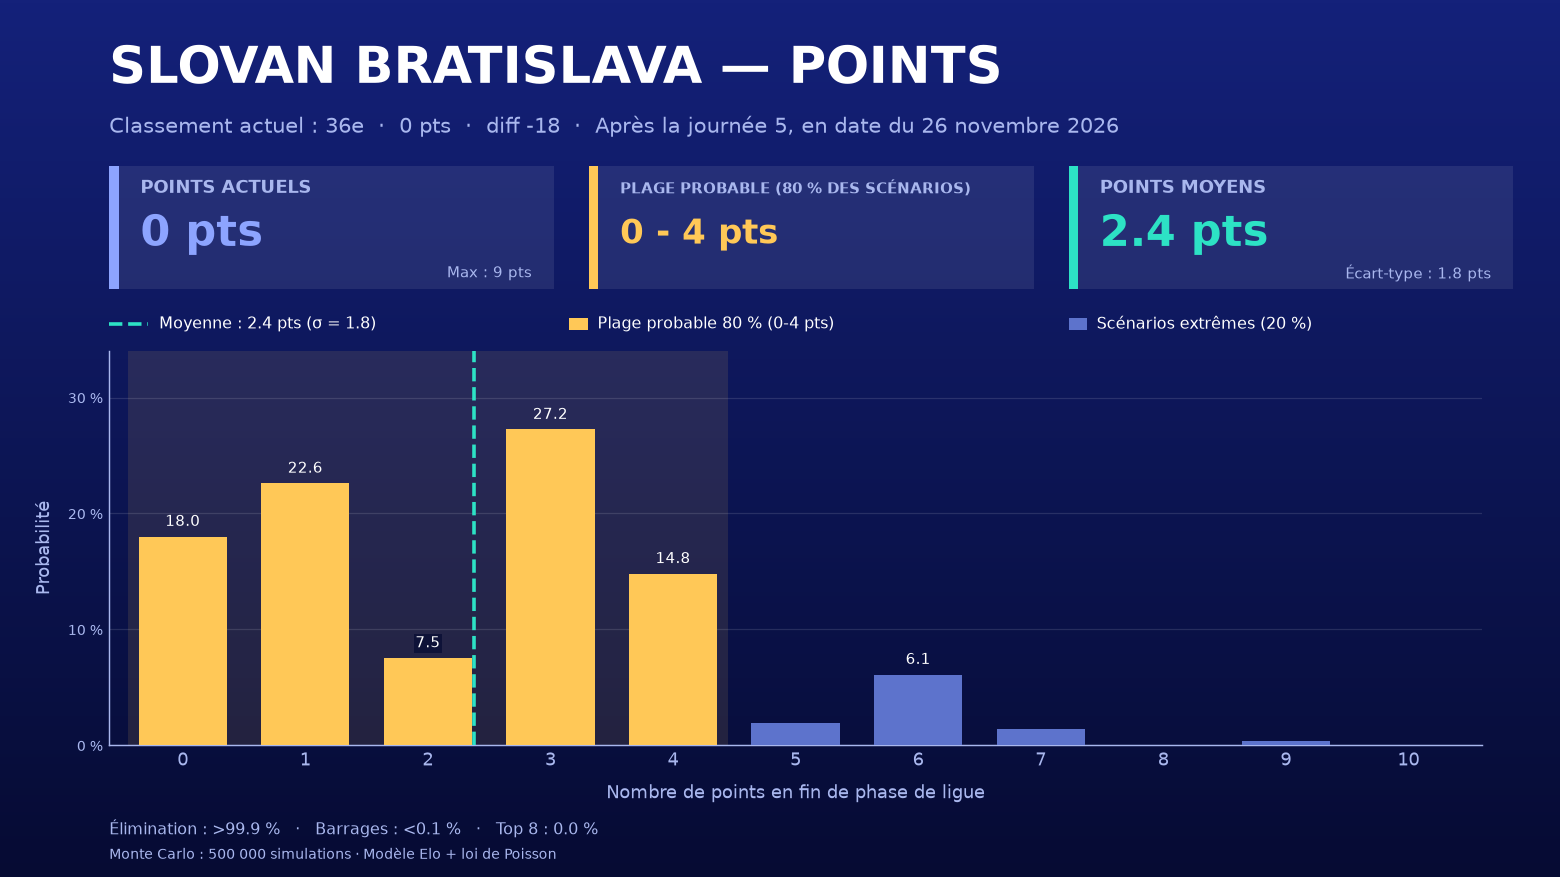 SLOVAN BRATISLAVA — POINTS
Classement actuel : 36e · 0 pts · diff -18 · Après la journée 5, en date du 26 novembre 2026
POINTS ACTUELS
0 pts
Max : 9 pts
PLAGE PROBABLE (80 % DES SCÉNARIOS)
0 - 4 pts
POINTS MOYENS
2.4 pts
Écart-type : 1.8 pts
Moyenne : 2.4 pts (σ = 1.8)
Plage probable 80 % (0-4 pts)
Scénarios extrêmes (20 %)
Probabilité
30 %
20 %
10 %
0 %
18.0
22.6
7.5
27.2
14.8
6.1
0 1 2 3 4 5 6 7 8 9 10
Nombre de points en fin de phase de ligue
Élimination : >99.9 % · Barrages : <0.1 % · Top 8 : 0.0 %
Monte Carlo : 500 000 simulations · Modèle Elo + loi de Poisson